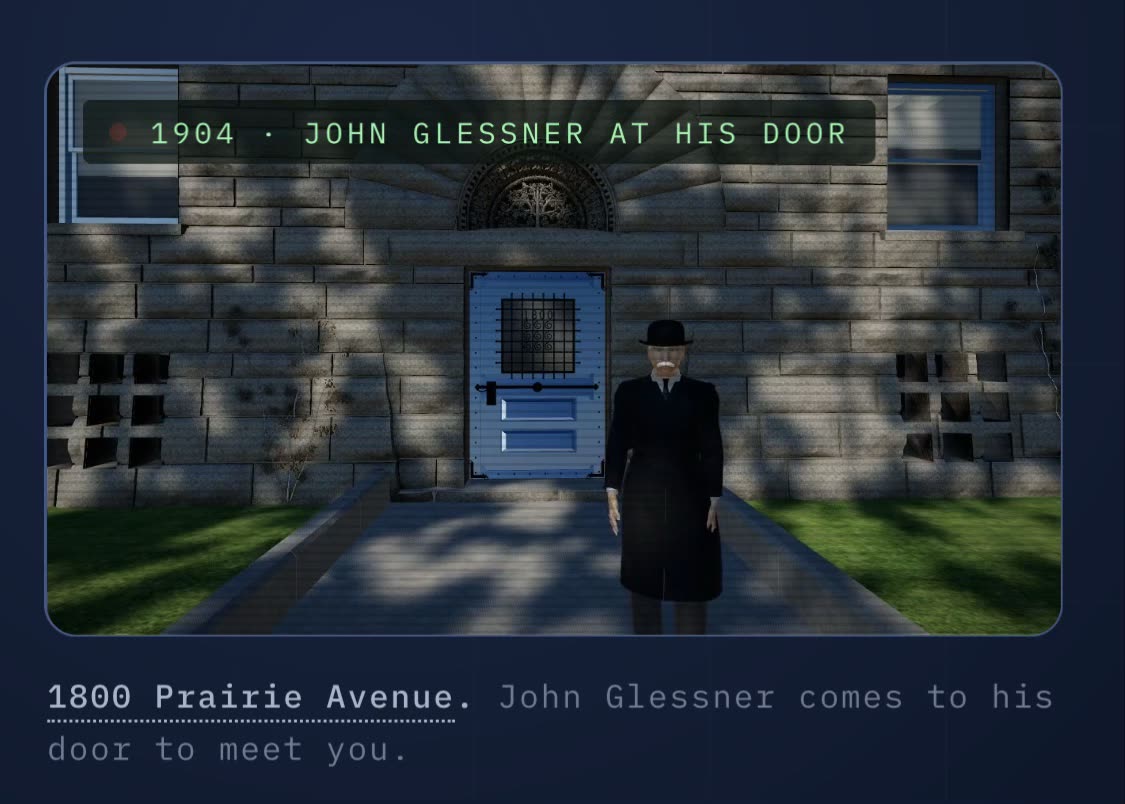 1904 · JOHN GLESSNER AT HIS DOOR
1800 Prairie Avenue. John Glessner comes to his
door to meet you.